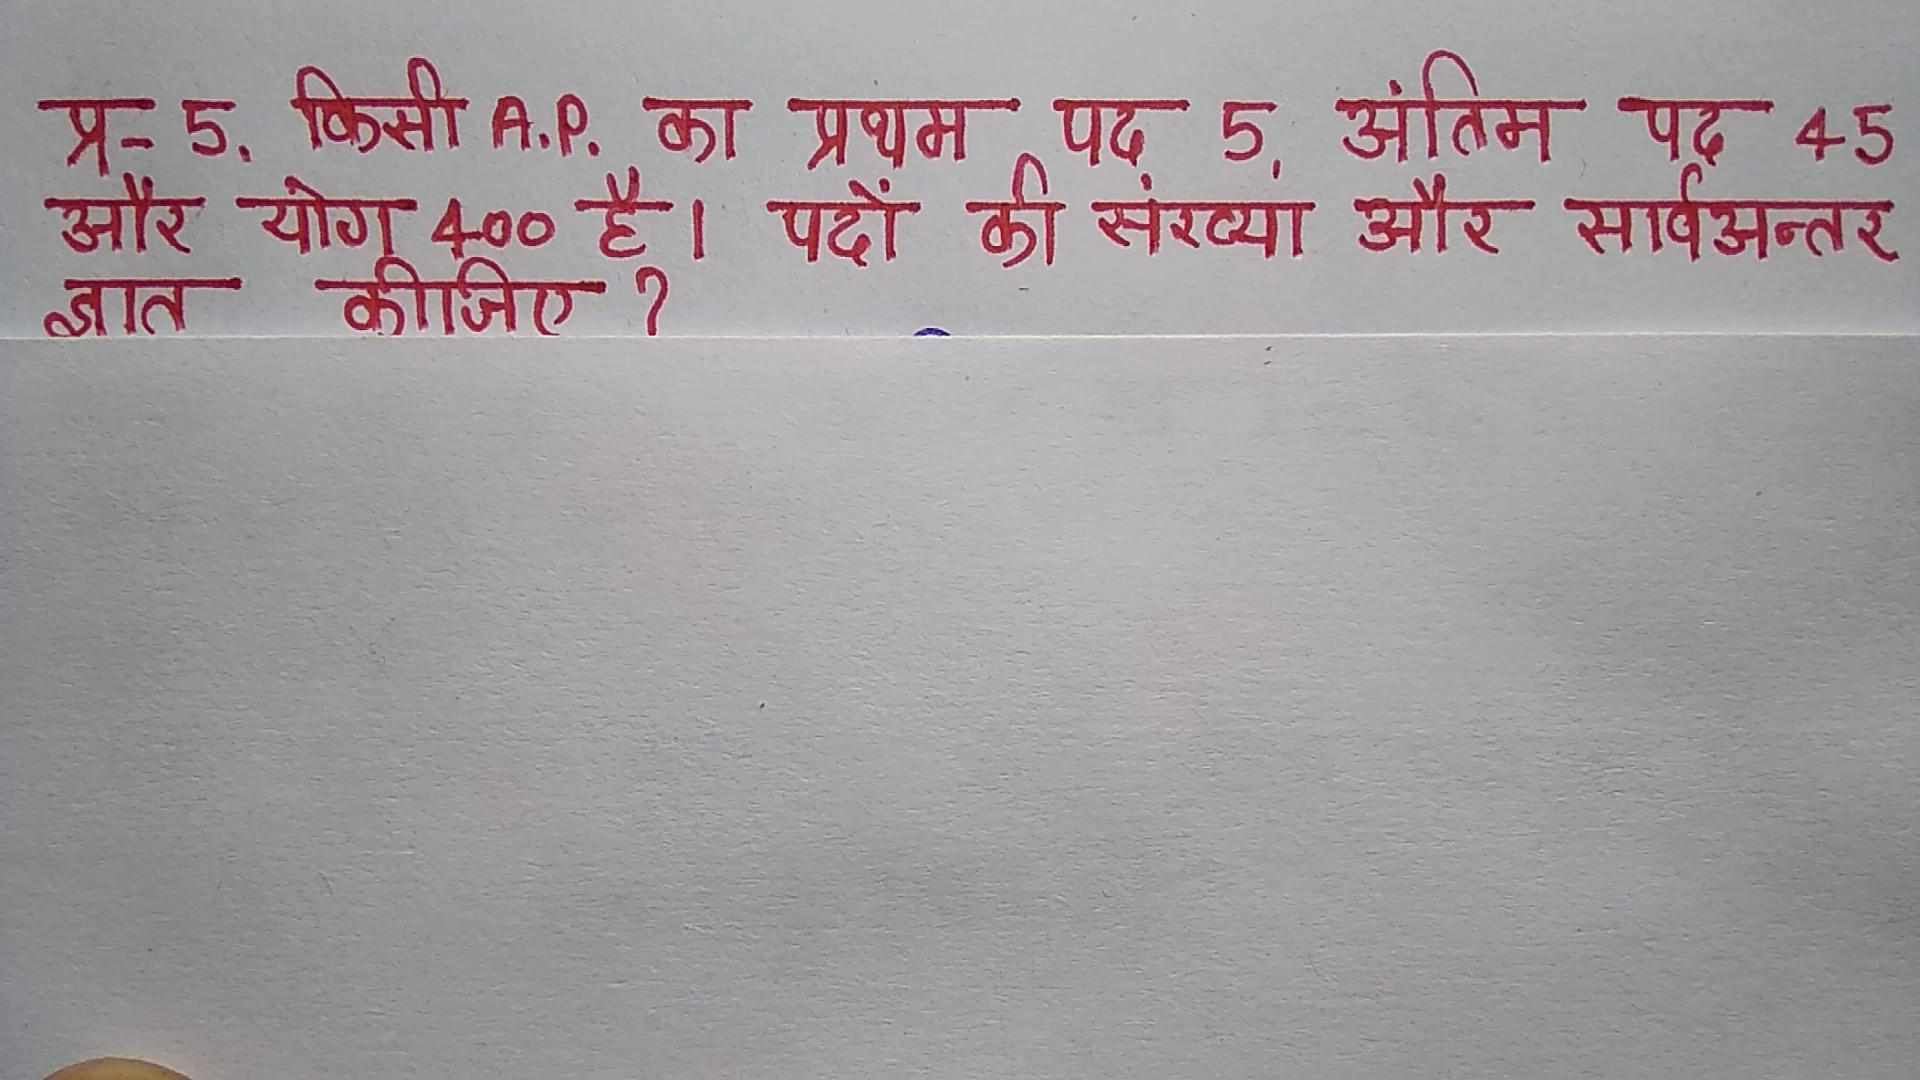 प्र- 5. किसी A.P. का प्रथम पद 5, अंतिम पद 45
और योग 400 है। पदों की संख्या और सार्वअन्तर
ज्ञात कीजिए ?